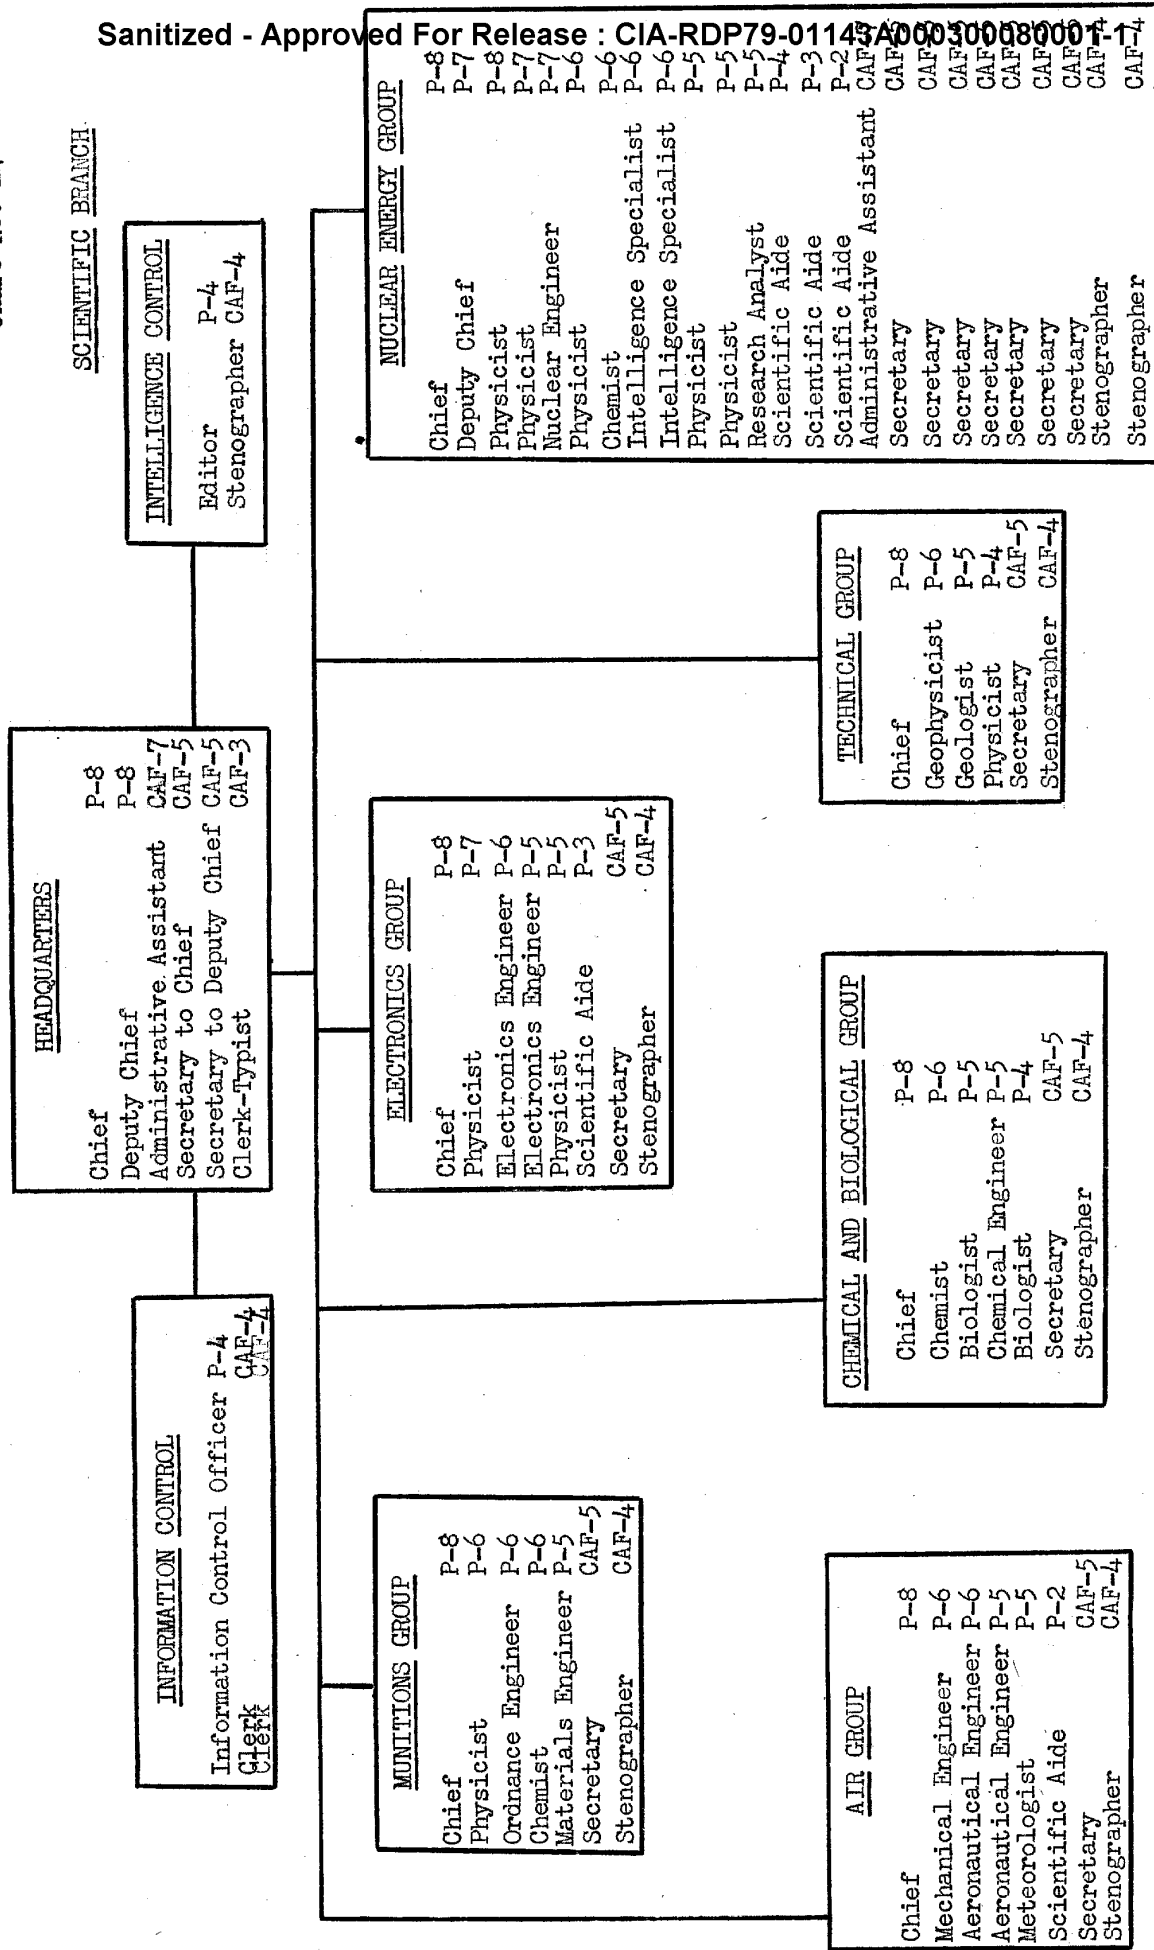 Sanitized - Approved For Release : CIA-RDP79-01143A000300080001-1
SCIENTIFIC BRANCH
HEADQUARTERS
Chief P-8
Deputy Chief P-8
Administrative Assistant CAF-7
Secretary to Chief CAF-5
Secretary to Deputy Chief CAF-5
Clerk-Typist CAF-3
INFORMATION CONTROL
Information Control Officer P-4
Clerk CAF-4
Clerk CAF-4
INTELLIGENCE CONTROL
Editor P-4
Stenographer CAF-4
MUNITIONS GROUP
Chief P-8
Physicist P-6
Ordnance Engineer P-6
Chemist P-6
Materials Engineer P-5
Secretary CAF-5
Stenographer CAF-4
ELECTRONICS GROUP
Chief P-8
Physicist P-7
Electronics Engineer P-6
Electronics Engineer P-5
Physicist P-5
Scientific Aide P-3
Secretary CAF-5
Stenographer CAF-4
NUCLEAR ENERGY GROUP
Chief P-8
Deputy Chief P-7
Physicist P-8
Physicist P-7
Nuclear Engineer P-7
Physicist P-6
Chemist P-6
Intelligence Specialist P-6
Intelligence Specialist P-6
Physicist P-5
Physicist P-5
Research Analyst P-5
Scientific Aide P-4
Scientific Aide P-3
Scientific Aide P-2
Administrative Assistant CAF-7
Secretary CAF-5
Secretary CAF-5
Secretary CAF-5
Secretary CAF-5
Secretary CAF-5
Secretary CAF-5
Secretary CAF-5
Stenographer CAF-4
Stenographer CAF-4
AIR GROUP
Chief P-8
Mechanical Engineer P-6
Aeronautical Engineer P-6
Aeronautical Engineer P-5
Meteorologist P-5
Scientific Aide P-2
Secretary CAF-5
Stenographer CAF-4
CHEMICAL AND BIOLOGICAL GROUP
Chief P-8
Chemist P-6
Biologist P-5
Chemical Engineer P-5
Biologist P-4
Secretary CAF-5
Stenographer CAF-4
TECHNICAL GROUP
Chief P-8
Geophysicist P-6
Geologist P-5
Physicist P-4
Secretary CAF-5
Stenographer CAF-4